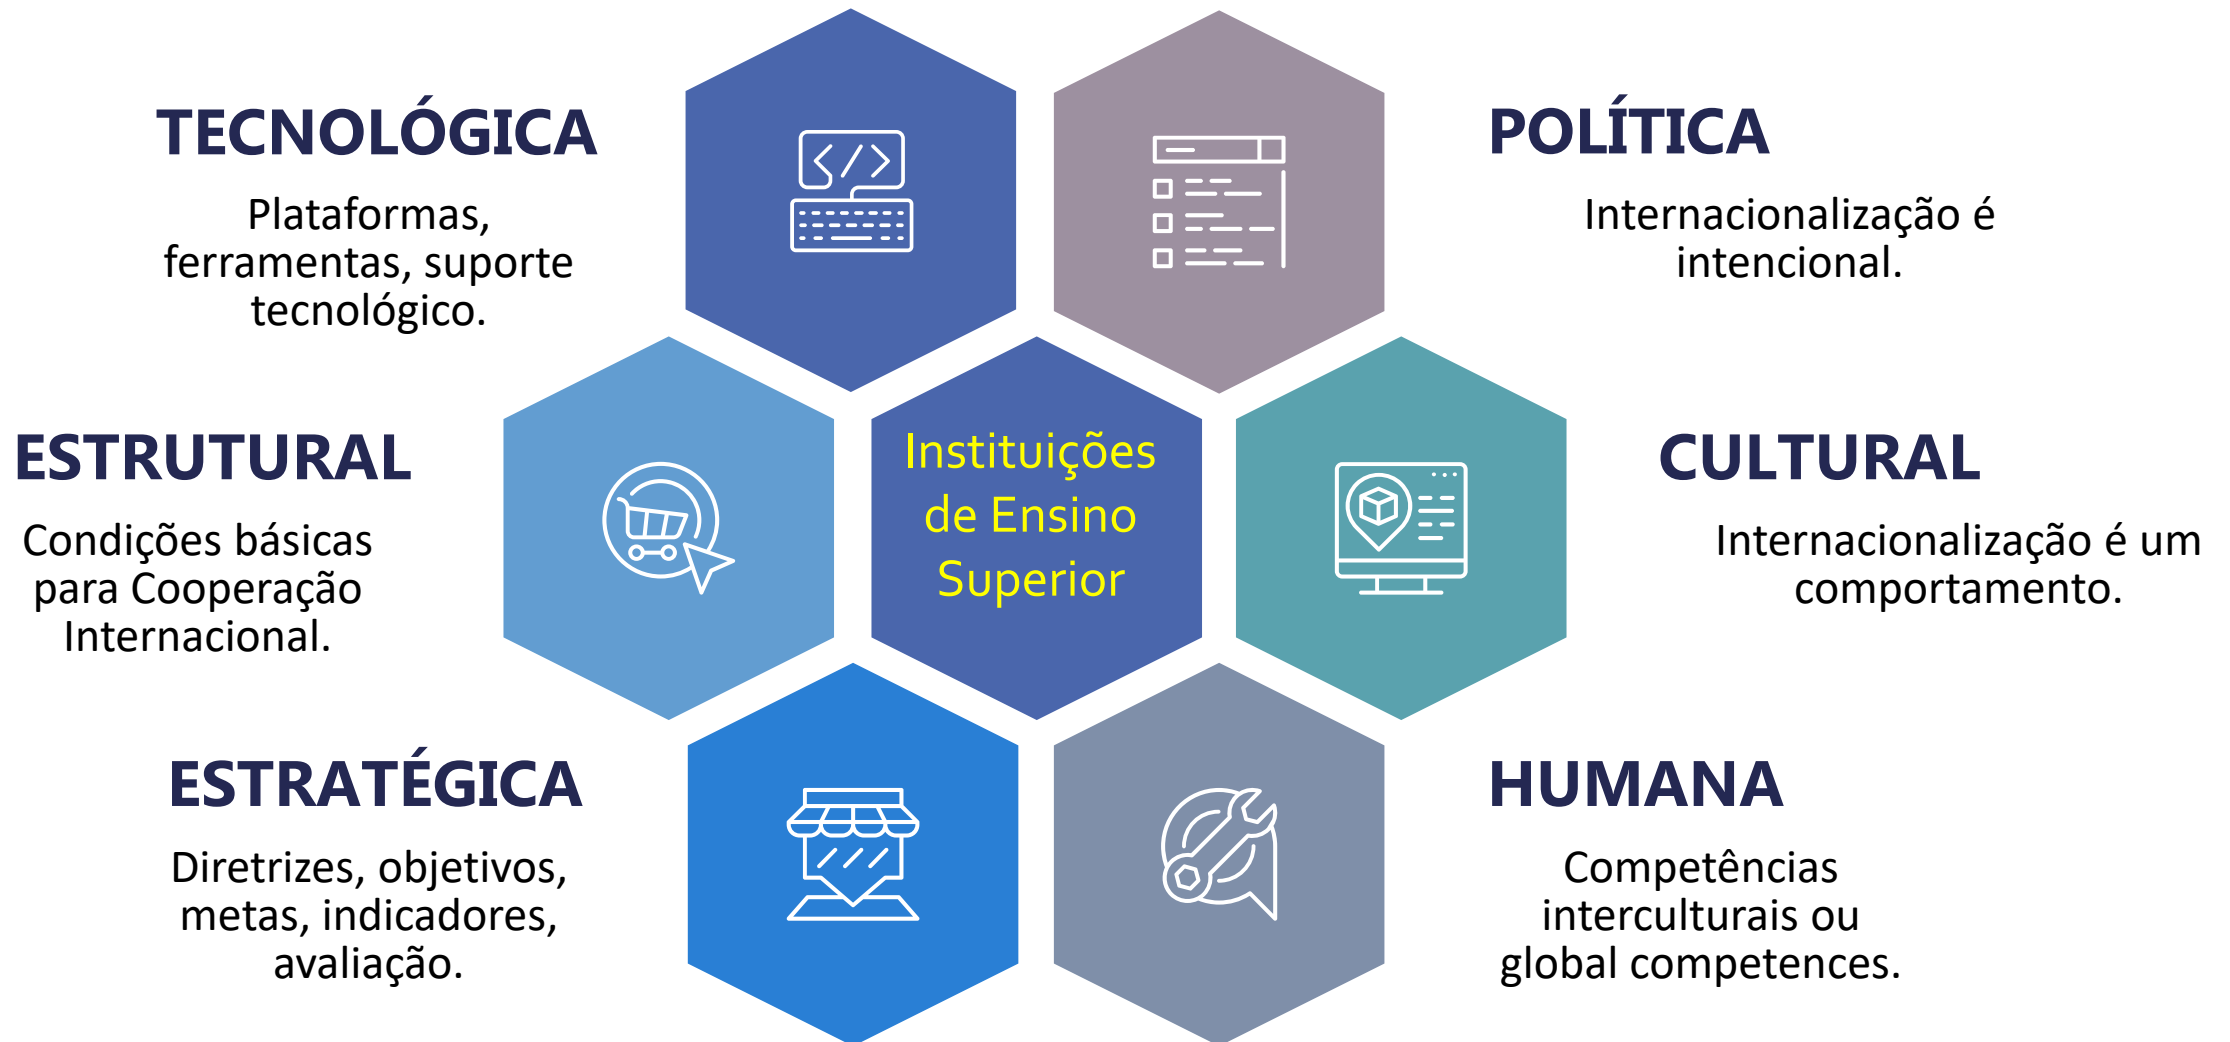 TECNOLÓGICA
Plataformas,
ferramentas, suporte
tecnológico.
POLÍTICA
Internacionalização é
intencional.
ESTRUTURAL
Condições básicas
para Cooperação
Internacional.
Instituições
de Ensino
Superior
CULTURAL
Internacionalização é um
comportamento.
ESTRATÉGICA
Diretrizes, objetivos,
metas, indicadores,
avaliação.
HUMANA
Competências
interculturais ou
global competences.